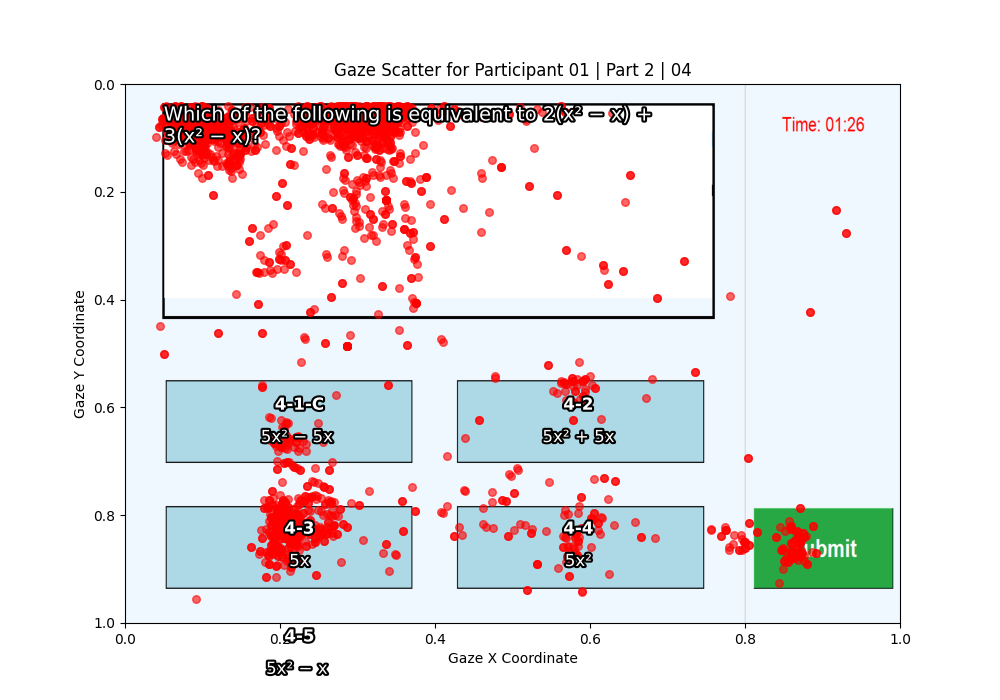 Gaze Scatter for Participant 01 | Part 2 | 04
Which of the following is equivalent to 2(x² − x) +
3(x² − x)?
Time: 01:26
4-1-C
5x² − 5x
4-2
5x² + 5x
4-3
5x
4-4
5x²
ubmit
4-5
5x² − x
0.0
0.2
0.4
0.6
0.8
1.0
Gaze Y Coordinate
0.0
0.2
0.4
0.6
0.8
1.0
Gaze X Coordinate